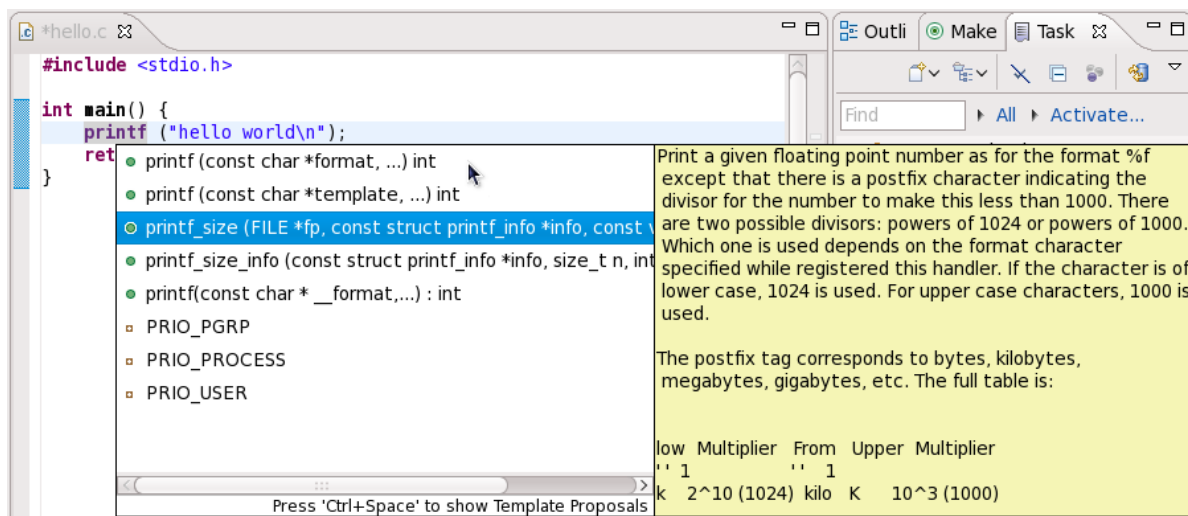 *hello.c
Outli Make Task
#include <stdio.h>
Find All Activate...
int main() {
printf ("hello world\n");
ret
}
printf (const char *format, ...) int
printf (const char *template, ...) int
printf_size (FILE *fp, const struct printf_info *info, const v
printf_size_info (const struct printf_info *info, size_t n, int
printf(const char * __format,...) : int
PRIO_PGRP
PRIO_PROCESS
PRIO_USER
Press 'Ctrl+Space' to show Template Proposals
Print a given floating point number as for the format %f
except that there is a postfix character indicating the
divisor for the number to make this less than 1000. There
are two possible divisors: powers of 1024 or powers of 1000.
Which one is used depends on the format character
specified while registered this handler. If the character is of
lower case, 1024 is used. For upper case characters, 1000 is
used.
The postfix tag corresponds to bytes, kilobytes,
megabytes, gigabytes, etc. The full table is:
low Multiplier From Upper Multiplier
' ' 1 ' ' 1
k 2^10 (1024) kilo K 10^3 (1000)